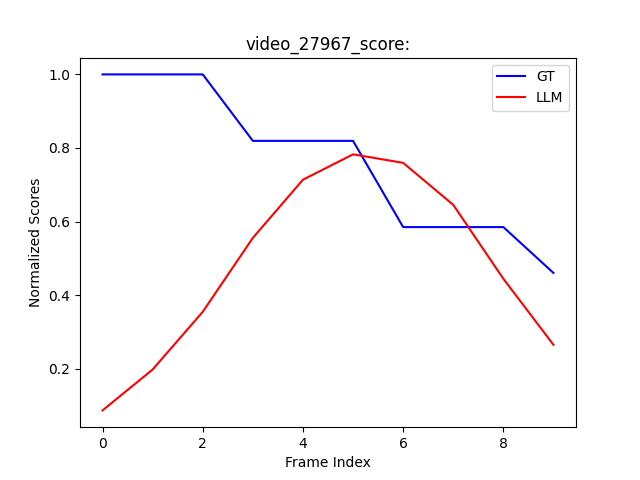 video_27967_score:
GT
LLM
Normalized Scores
1.0
0.8
0.6
0.4
0.2
0 2 4 6 8
Frame Index